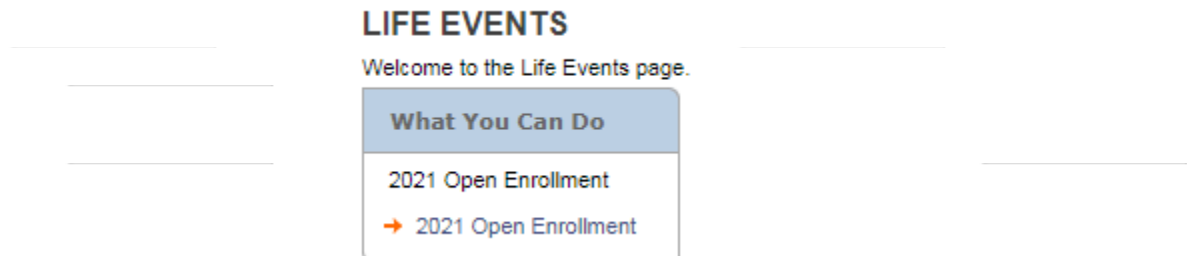 LIFE EVENTS
Welcome to the Life Events page.
What You Can Do
2021 Open Enrollment
2021 Open Enrollment